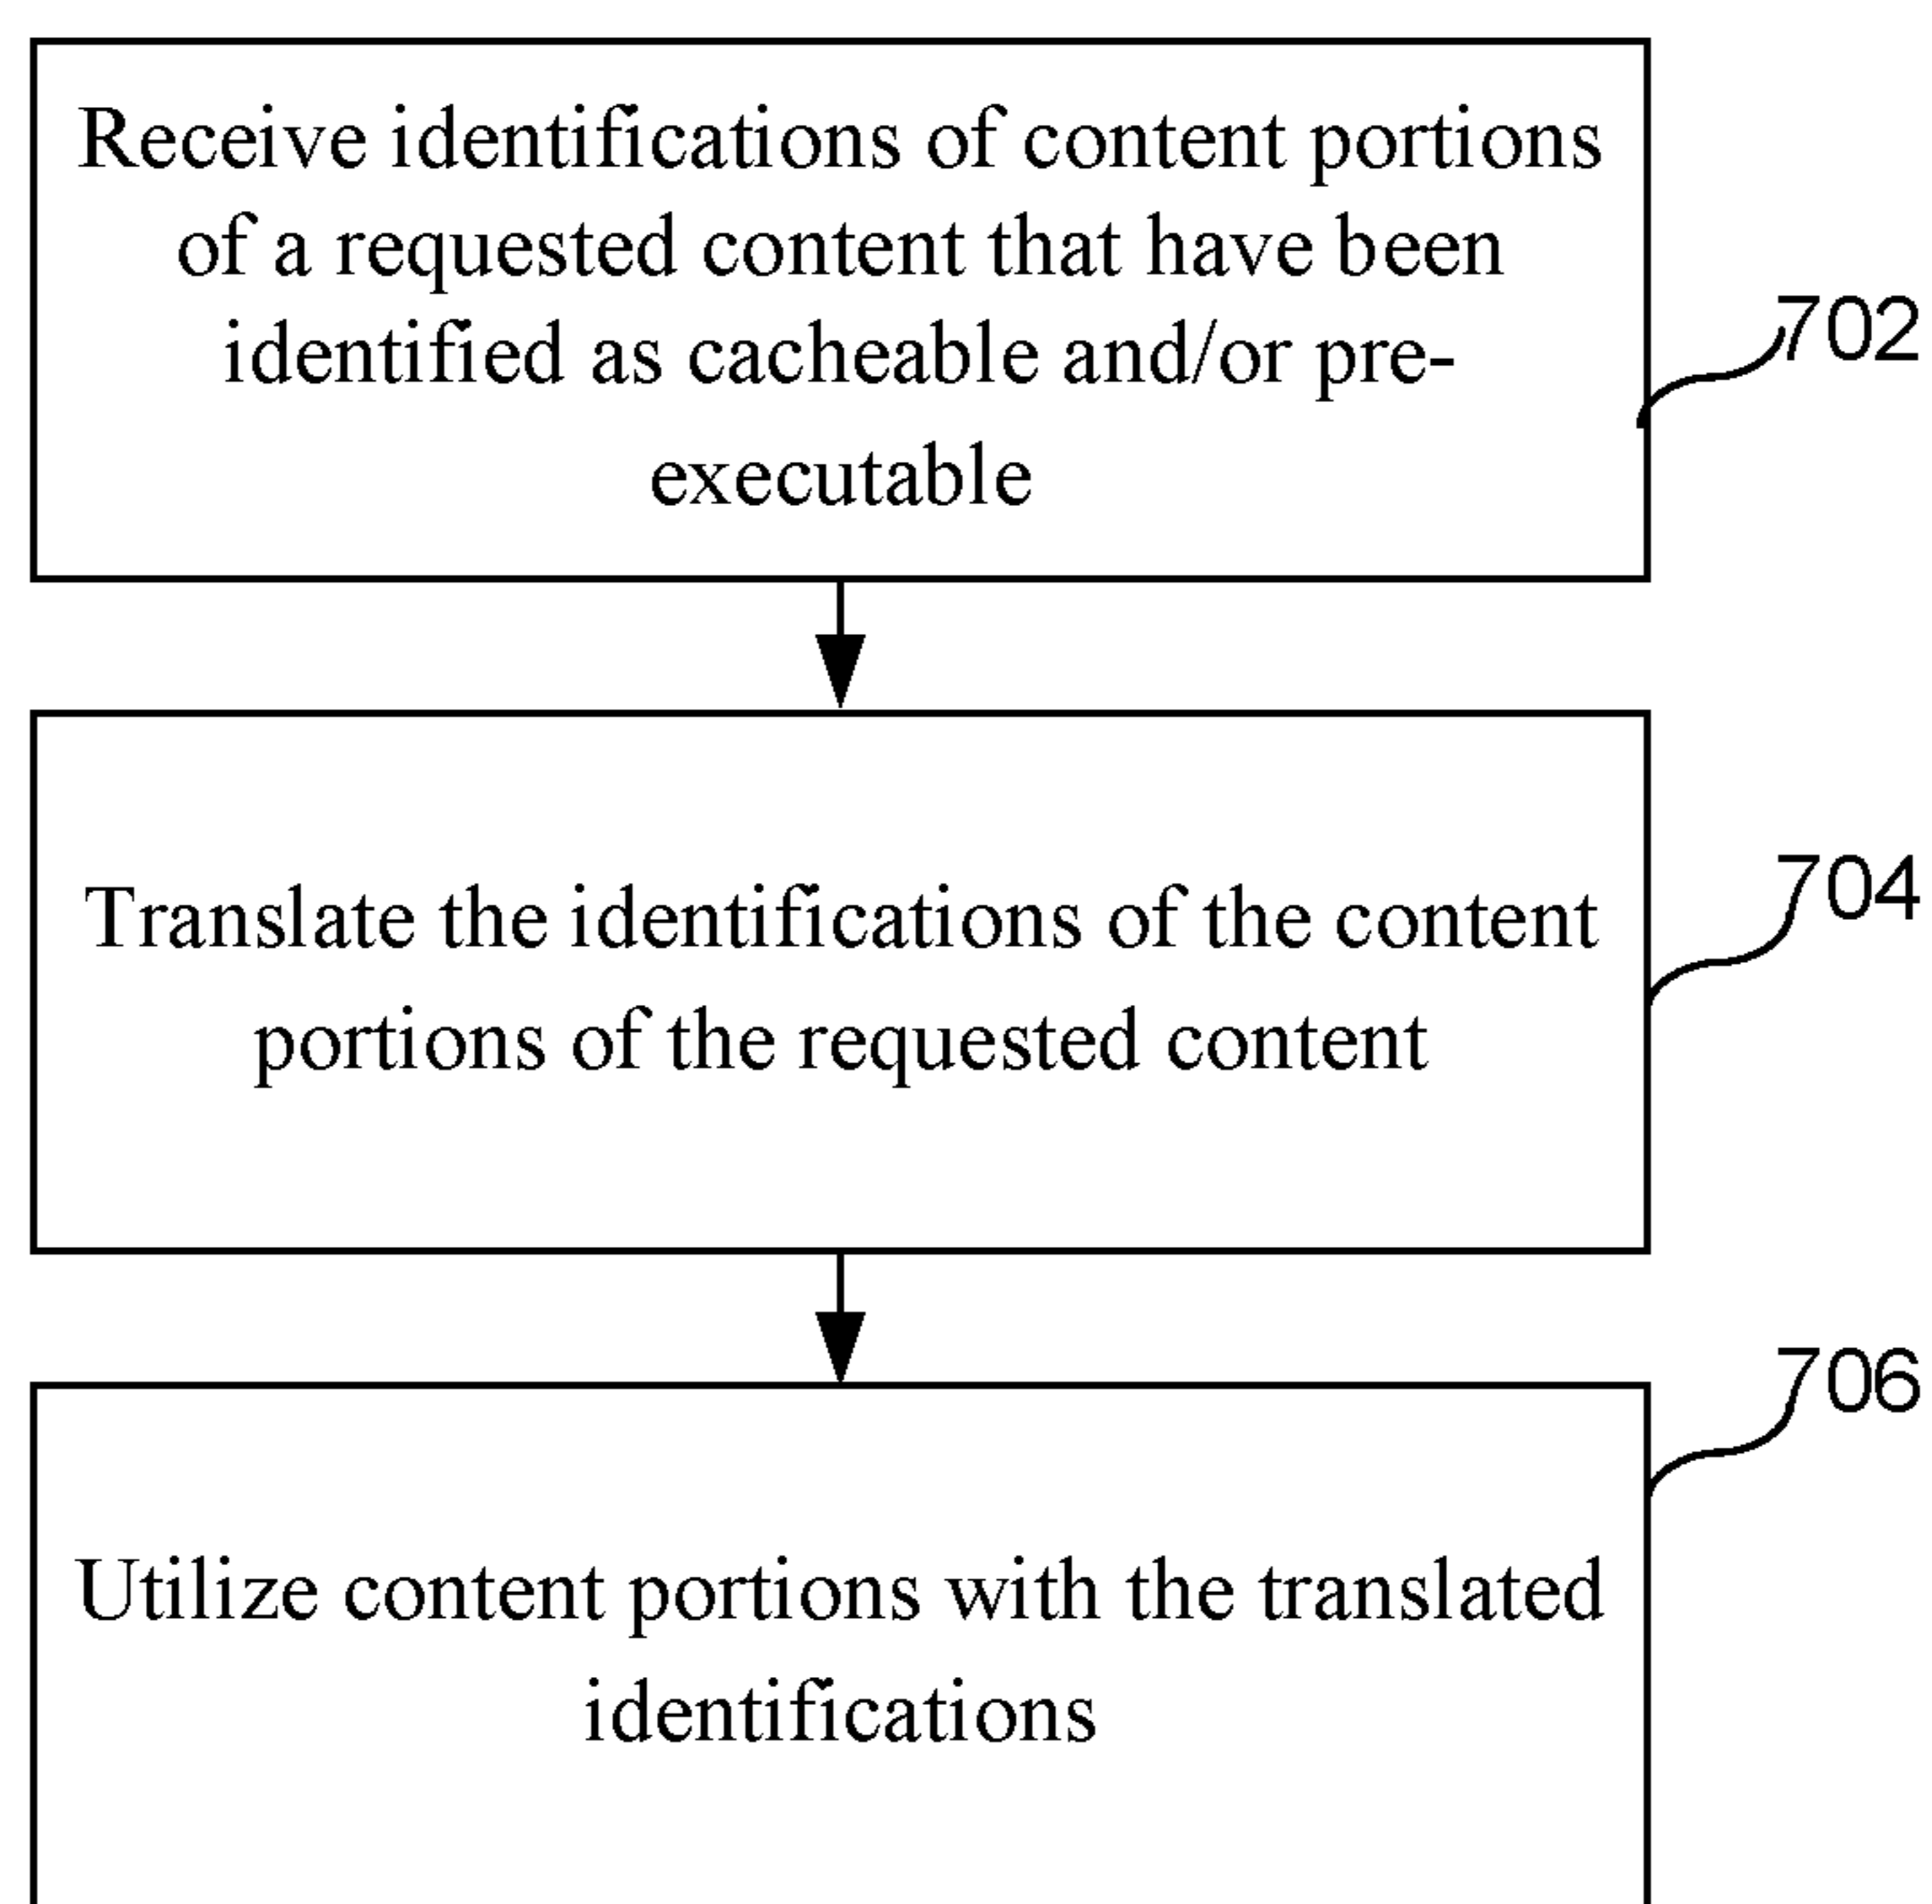 Receive identifications of content portions
of a requested content that have been
identified as cacheable and/or pre-
executable
702
Translate the identifications of the content
portions of the requested content
704
Utilize content portions with the translated
identifications
706